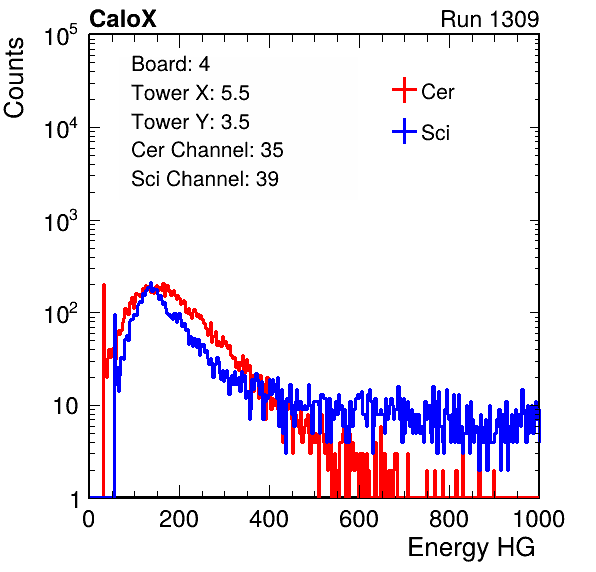 CaloX Run 1309
Counts
10^5
10^4
10^3
10^2
10
1
Board: 4
Tower X: 5.5
Tower Y: 3.5
Cer Channel: 35
Sci Channel: 39
Cer
Sci
0 200 400 600 800 1000
Energy HG